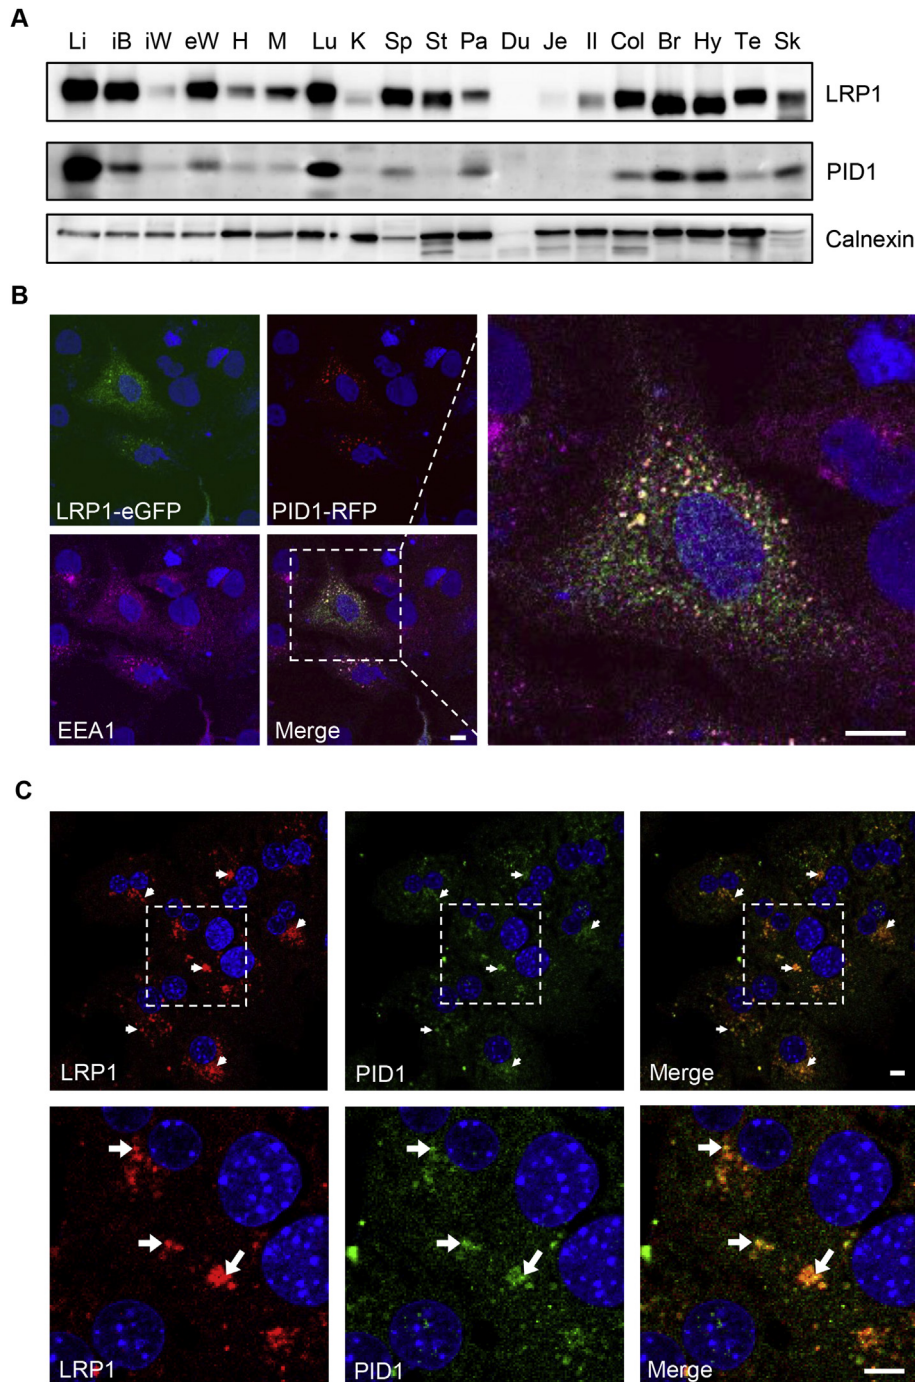 A
Li iB iW eW H M Lu K Sp St Pa Du Je Il Col Br Hy Te Sk
LRP1
PID1
Calnexin
B
LRP1-eGFP
PID1-RFP
EEA1
Merge
C
LRP1
PID1
Merge
LRP1
PID1
Merge